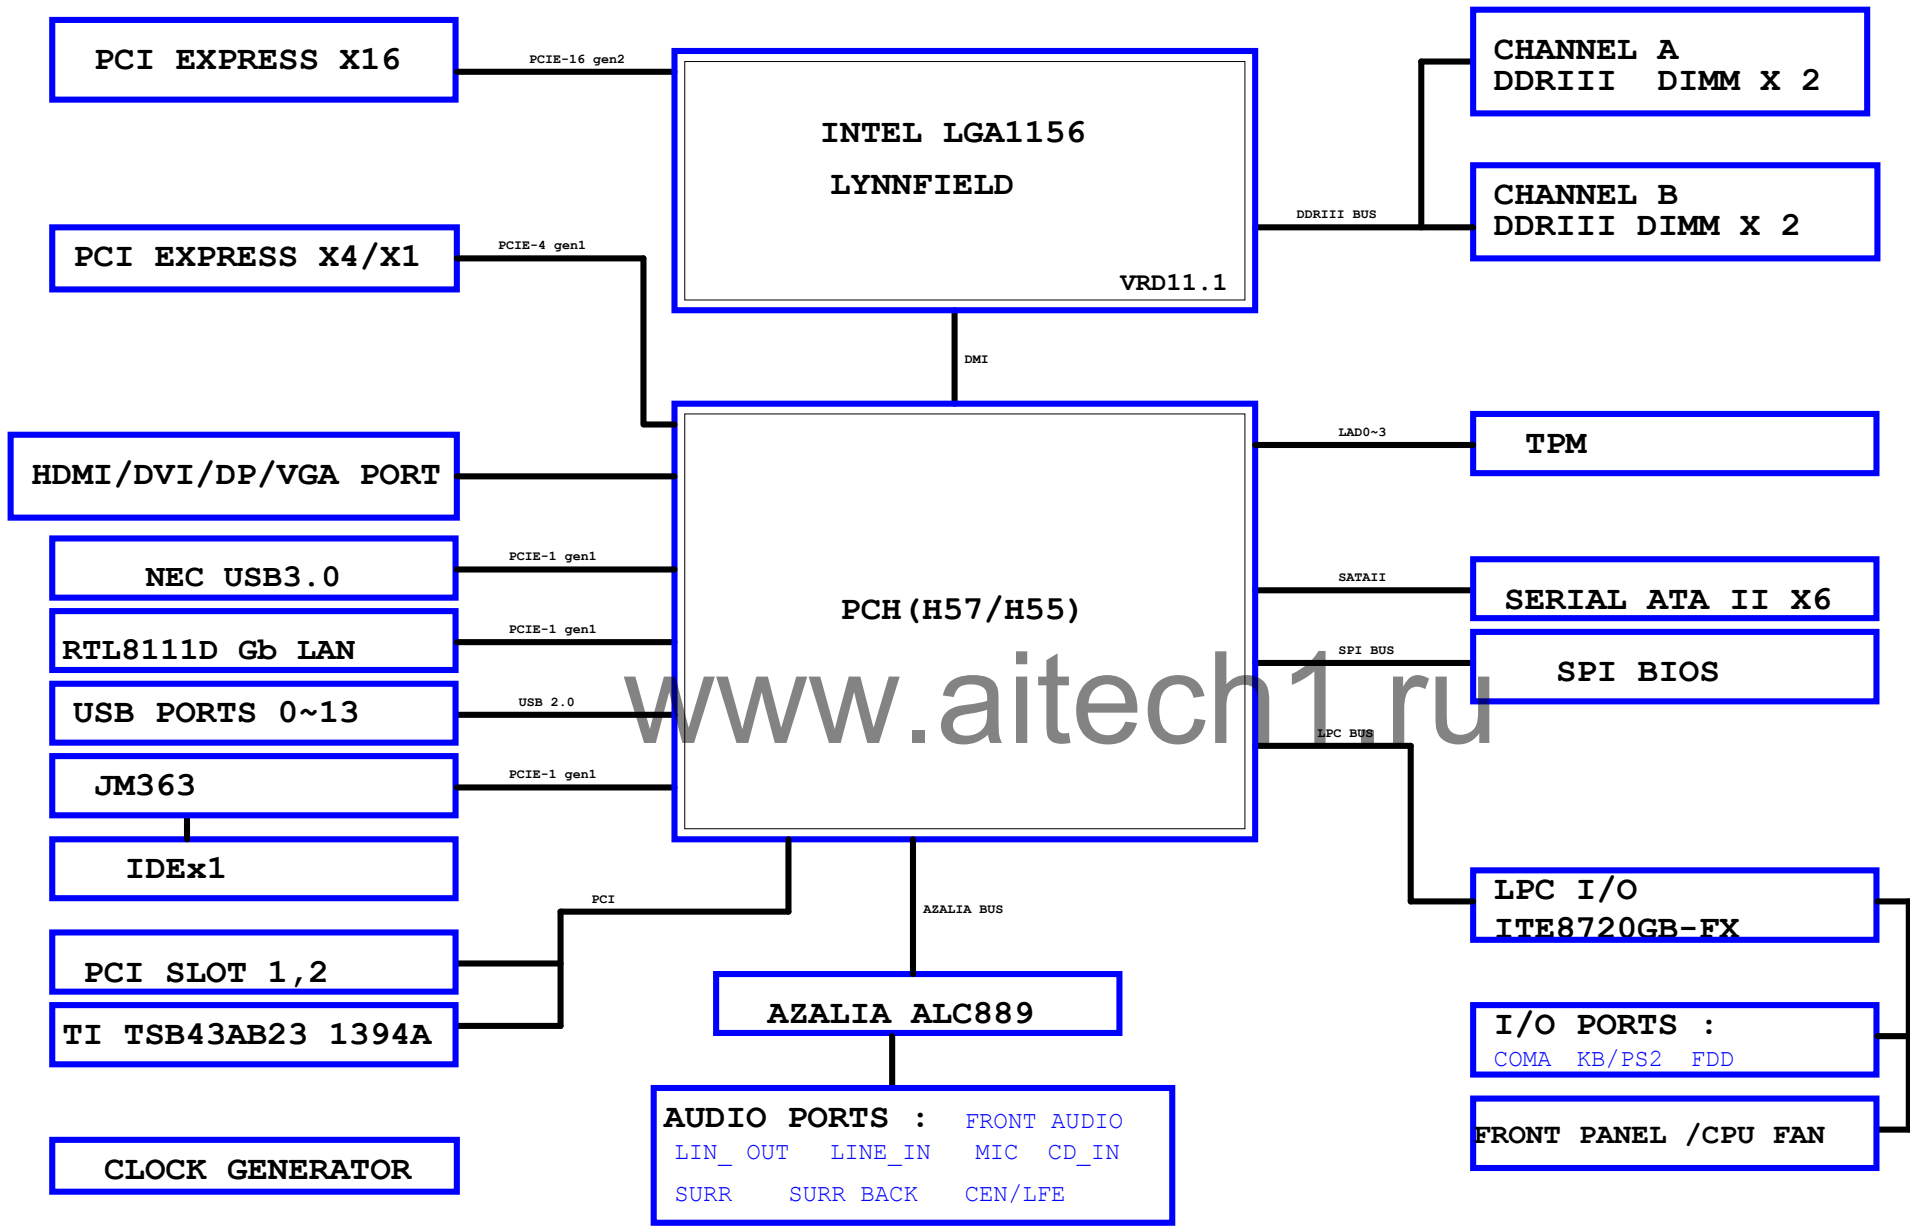 PCI EXPRESS X16
PCIE-16 gen2
INTEL LGA1156
LYNNFIELD
VRD11.1
CHANNEL A
DDRIII DIMM X 2
DDRIII BUS
CHANNEL B
DDRIII DIMM X 2
PCI EXPRESS X4/X1
PCIE-4 gen1
DMI
HDMI/DVI/DP/VGA PORT
NEC USB3.0
PCIE-1 gen1
RTL8111D Gb LAN
PCIE-1 gen1
USB PORTS 0~13
USB 2.0
JM363
PCIE-1 gen1
IDEx1
PCH(H57/H55)
www.aitech1.ru
LAD0~3
TPM
SATAII
SERIAL ATA II X6
SPI BUS
SPI BIOS
LPC BUS
LPC I/O
ITE8720GB-FX
PCI
PCI SLOT 1,2
TI TSB43AB23 1394A
AZALIA BUS
AZALIA ALC889
I/O PORTS :
COMA KB/PS2 FDD
FRONT PANEL /CPU FAN
CLOCK GENERATOR
AUDIO PORTS : FRONT AUDIO
LIN_ OUT LINE_IN MIC CD_IN
SURR SURR BACK CEN/LFE